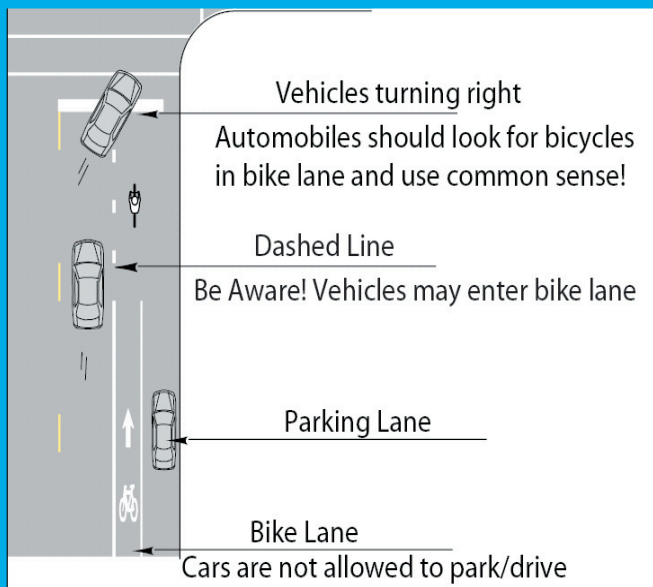 Vehicles turning right
Automobiles should look for bicycles
in bike lane and use common sense!
Dashed Line
Be Aware! Vehicles may enter bike lane
Parking Lane
Bike Lane
Cars are not allowed to park/drive